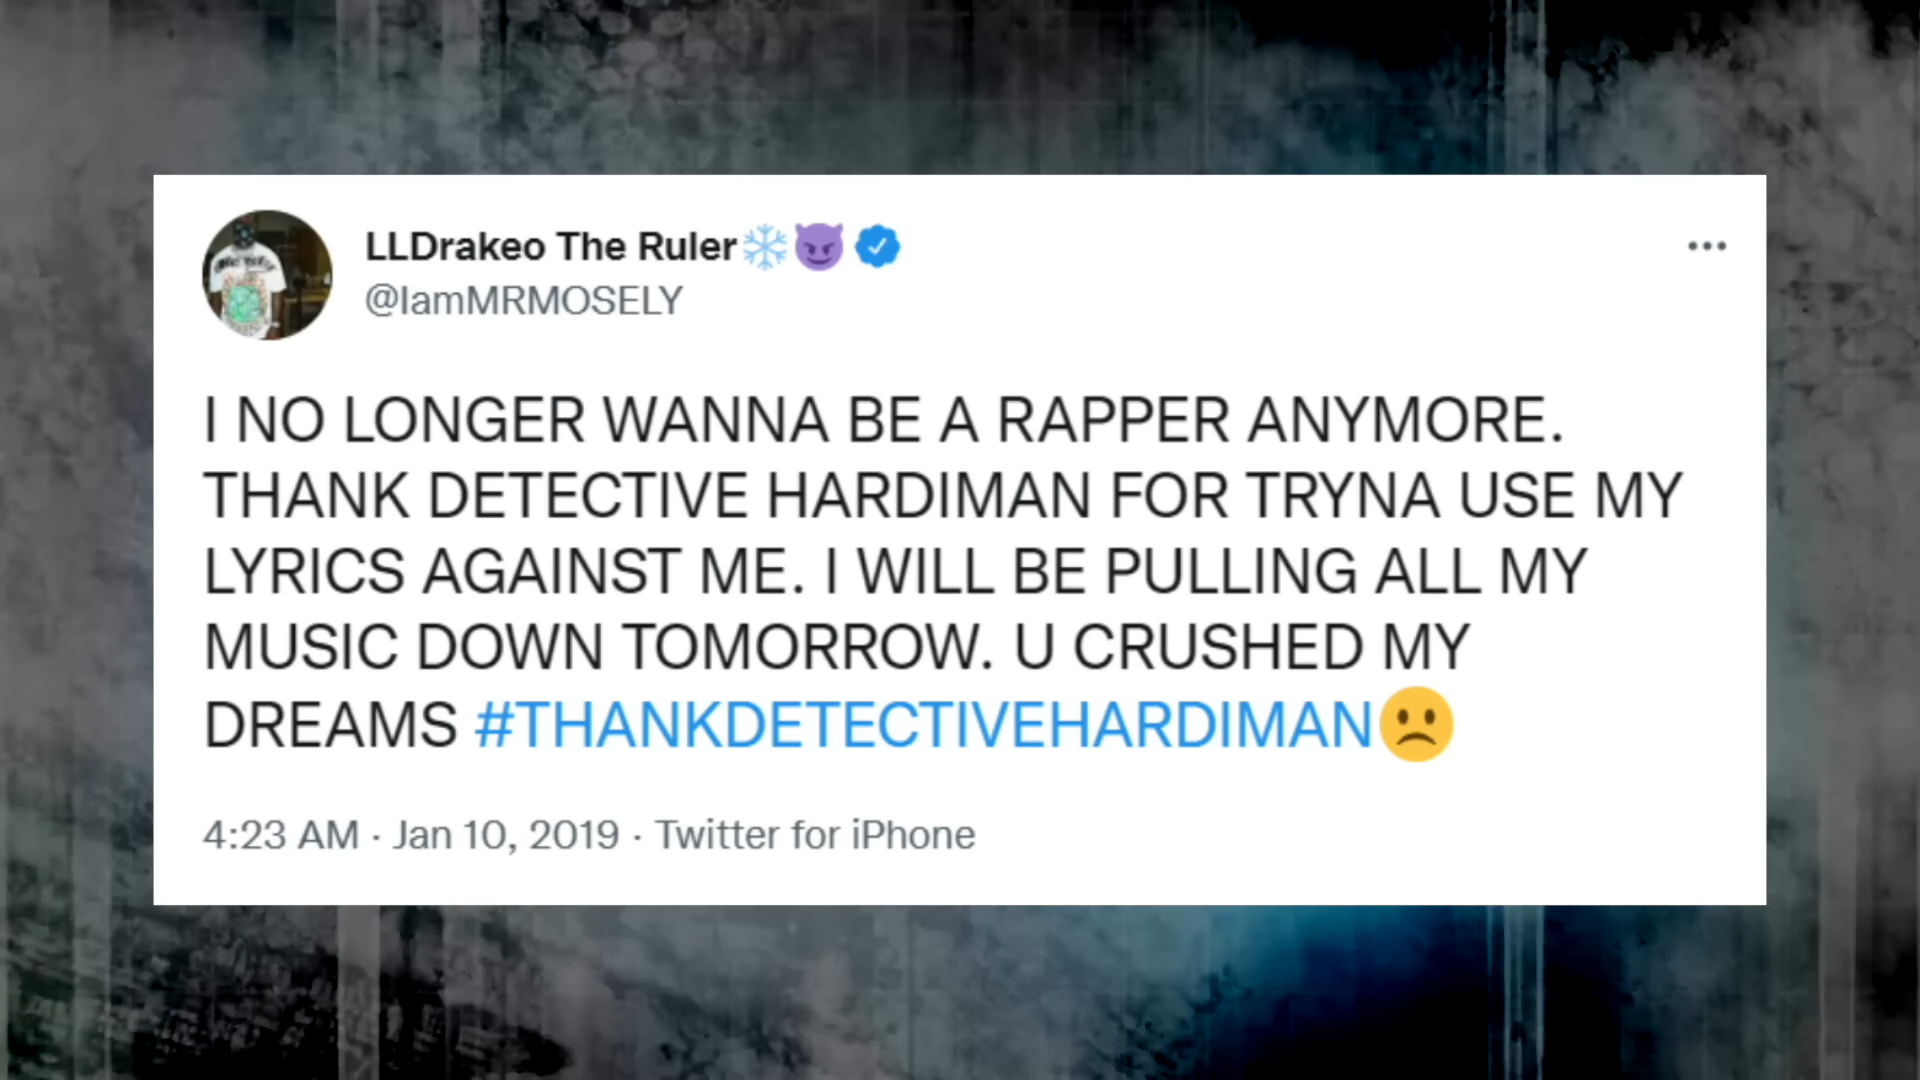 LLDrakeo The Ruler❄️😈
@IamMRMOSELY
I NO LONGER WANNA BE A RAPPER ANYMORE.
THANK DETECTIVE HARDIMAN FOR TRYNA USE MY
LYRICS AGAINST ME. I WILL BE PULLING ALL MY
MUSIC DOWN TOMORROW. U CRUSHED MY
DREAMS #THANKDETECTIVEHARDIMAN🙁
4:23 AM · Jan 10, 2019 · Twitter for iPhone